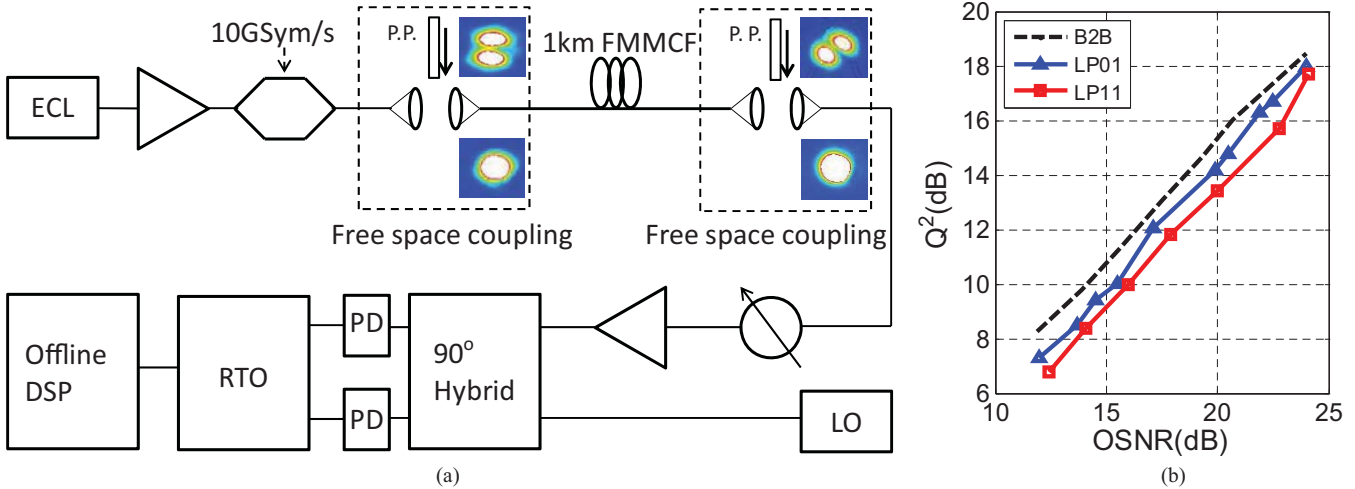 10GSym/s
ECL
P.P.
1km FMMCF
P.P.
Free space coupling
Free space coupling
Offline
DSP
RTO
PD
PD
90° Hybrid
LO
(a)
Q²(dB)
18
16
14
12
10
8
6
10
15
20
25
OSNR(dB)
B2B
LP01
LP11
(b)